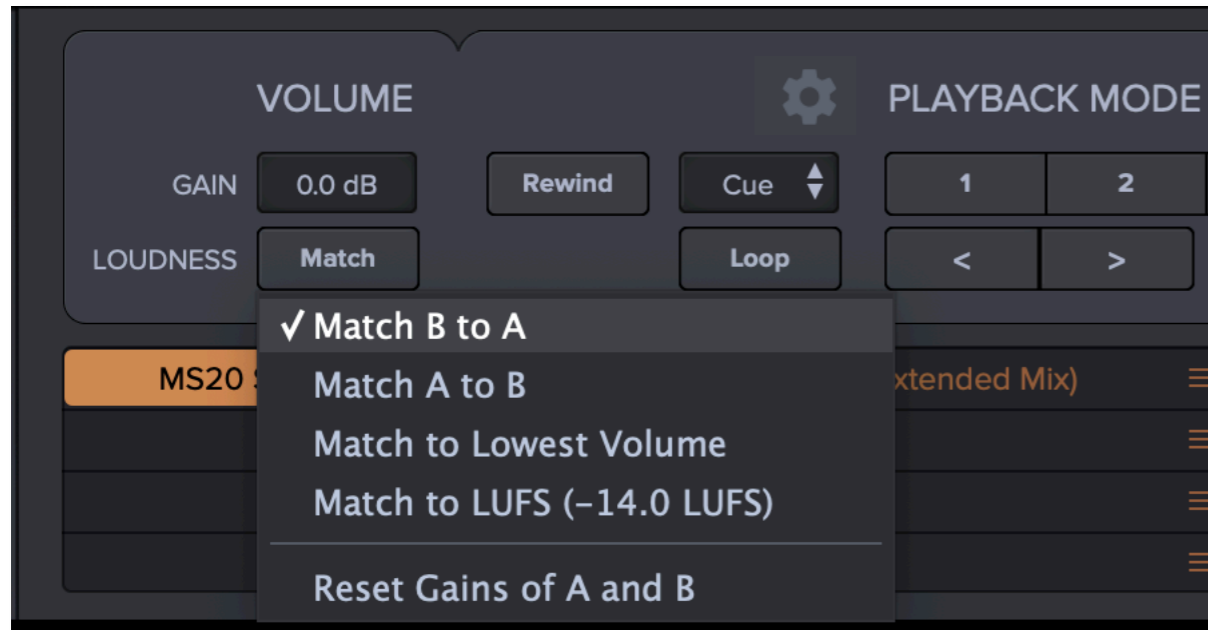 VOLUME PLAYBACK MODE
GAIN 0.0 dB Rewind Cue 1 2
LOUDNESS Match Loop < >
✓ Match B to A
MS20 xtended Mix)
Match A to B
Match to Lowest Volume
Match to LUFS (–14.0 LUFS)
Reset Gains of A and B